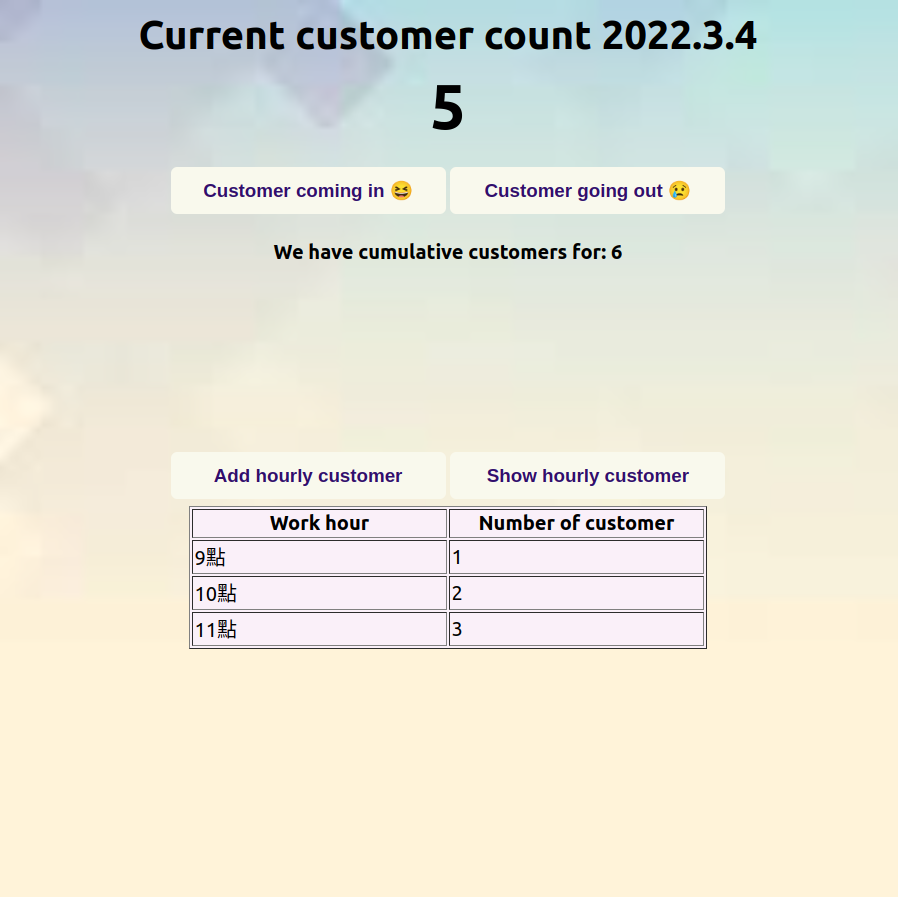 Current customer count 2022.3.4
5
Customer coming in 😆 Customer going out 😢
We have cumulative customers for: 6
Add hourly customer Show hourly customer
Work hour Number of customer
9點 1
10點 2
11點 3